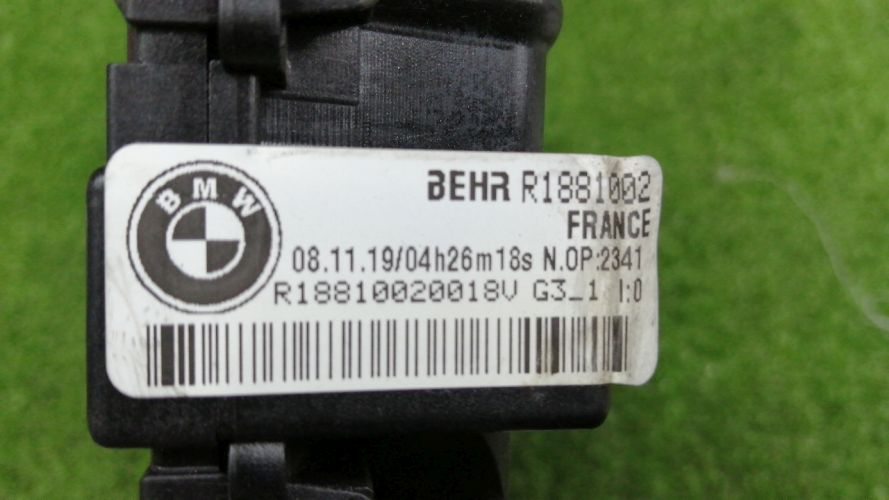 BMW
BEHR R1881002
FRANCE
08.11.19/04h26m18s N.OP:2341
R18810020018V G3_1 I:0